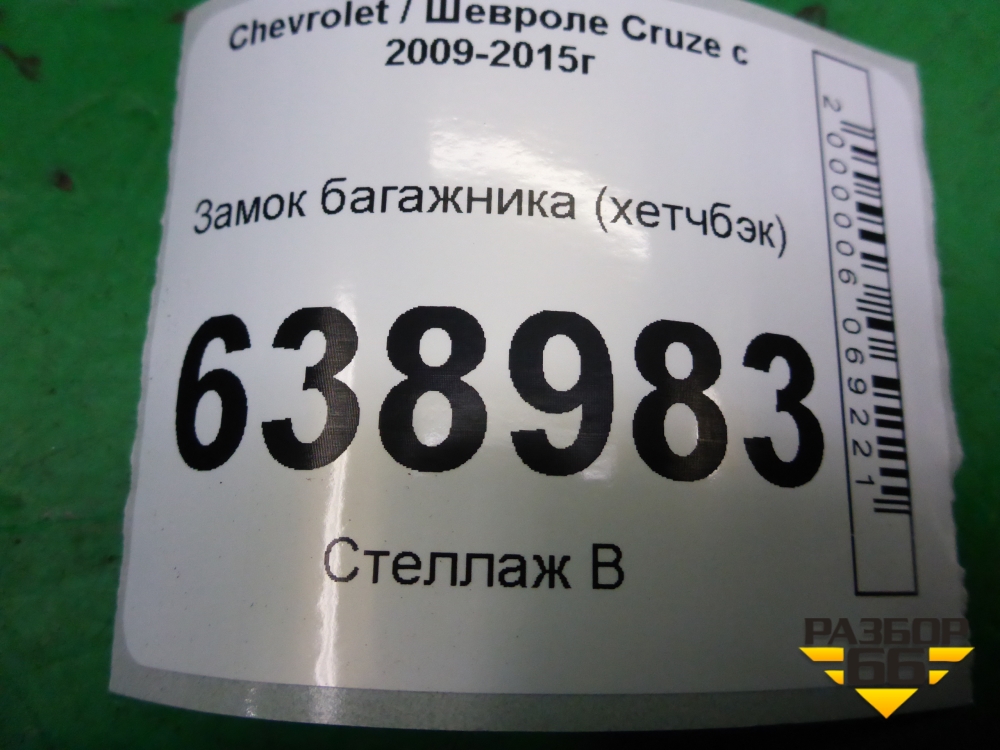 Chevrolet / Шевроле Cruze с
2009-2015г
Замок багажника (хетчбэк)
638983
Стеллаж B
2000006069221
РАЗБОР
66